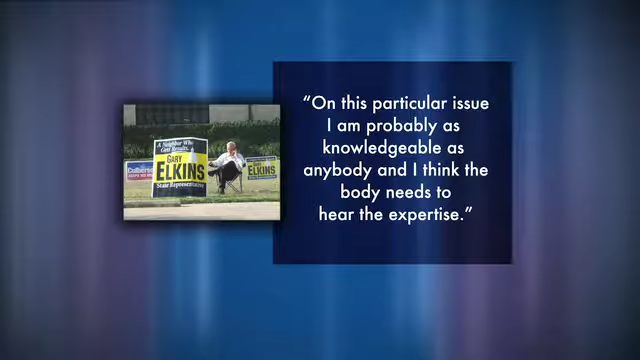 “On this particular issue
I am probably as
knowledgeable as
anybody and I think the
body needs to
hear the expertise.”
A Neighbor Who
Gets Results.
GARY
ELKINS
State Representative
Culberson
ELKINS